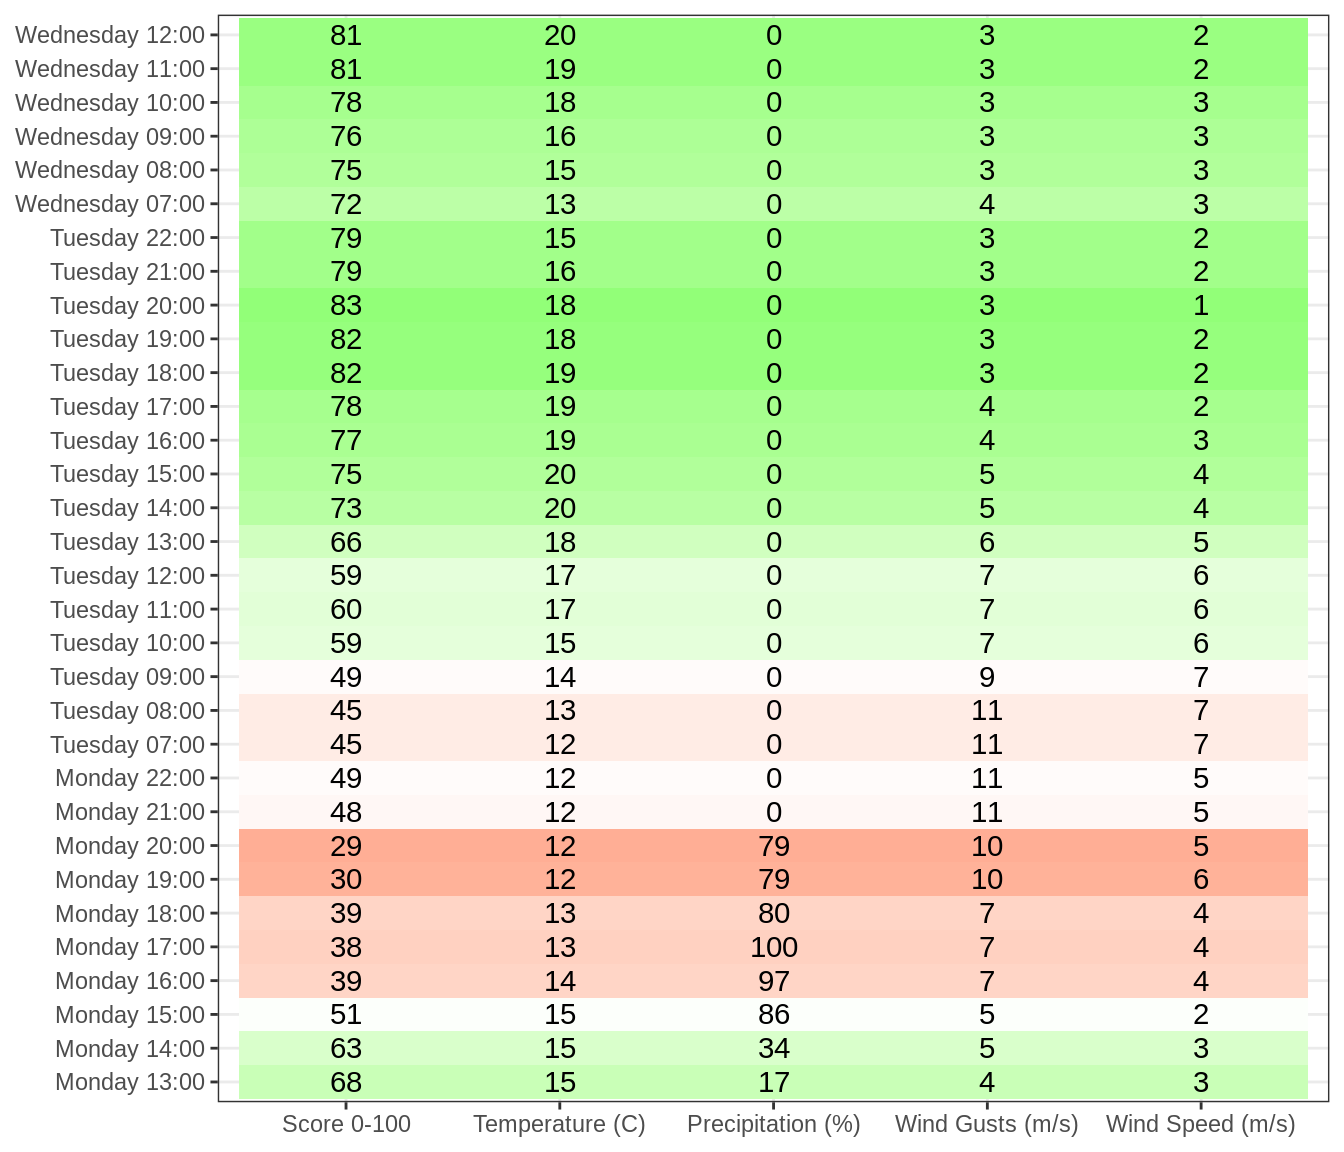 Wednesday 12:00 81 20 0 3 2
Wednesday 11:00 81 19 0 3 2
Wednesday 10:00 78 18 0 3 3
Wednesday 09:00 76 16 0 3 3
Wednesday 08:00 75 15 0 3 3
Wednesday 07:00 72 13 0 4 3
Tuesday 22:00 79 15 0 3 2
Tuesday 21:00 79 16 0 3 2
Tuesday 20:00 83 18 0 3 1
Tuesday 19:00 82 18 0 3 2
Tuesday 18:00 82 19 0 3 2
Tuesday 17:00 78 19 0 4 2
Tuesday 16:00 77 19 0 4 3
Tuesday 15:00 75 20 0 5 4
Tuesday 14:00 73 20 0 5 4
Tuesday 13:00 66 18 0 6 5
Tuesday 12:00 59 17 0 7 6
Tuesday 11:00 60 17 0 7 6
Tuesday 10:00 59 15 0 7 6
Tuesday 09:00 49 14 0 9 7
Tuesday 08:00 45 13 0 11 7
Tuesday 07:00 45 12 0 11 7
Monday 22:00 49 12 0 11 5
Monday 21:00 48 12 0 11 5
Monday 20:00 29 12 79 10 5
Monday 19:00 30 12 79 10 6
Monday 18:00 39 13 80 7 4
Monday 17:00 38 13 100 7 4
Monday 16:00 39 14 97 7 4
Monday 15:00 51 15 86 5 2
Monday 14:00 63 15 34 5 3
Monday 13:00 68 15 17 4 3
Score 0-100 Temperature (C) Precipitation (%) Wind Gusts (m/s) Wind Speed (m/s)